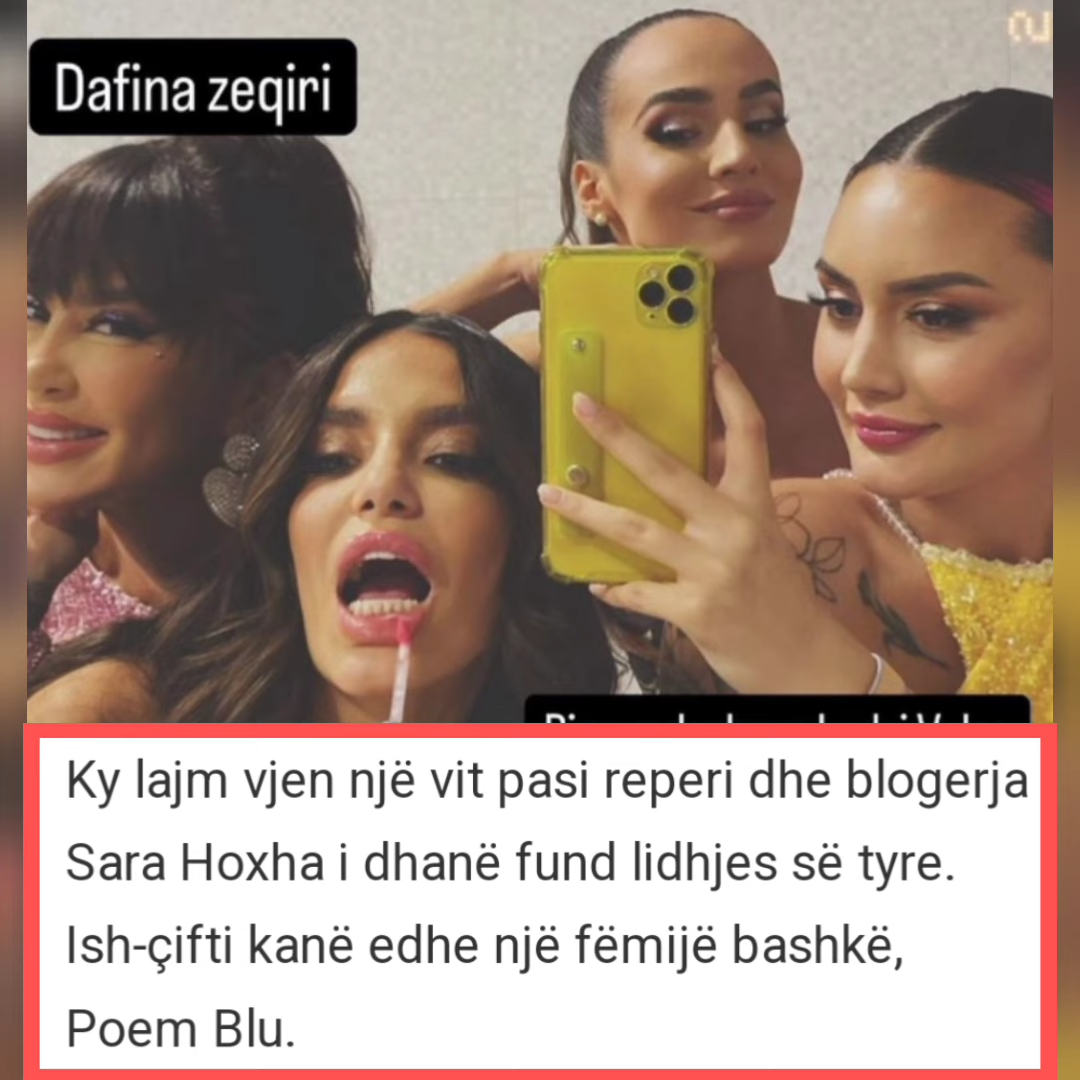 Dafina zeqiri
Ky lajm vjen një vit pasi reperi dhe blogerja
Sara Hoxha i dhanë fund lidhjes së tyre.
Ish-çifti kanë edhe një fëmijë bashkë,
Poem Blu.